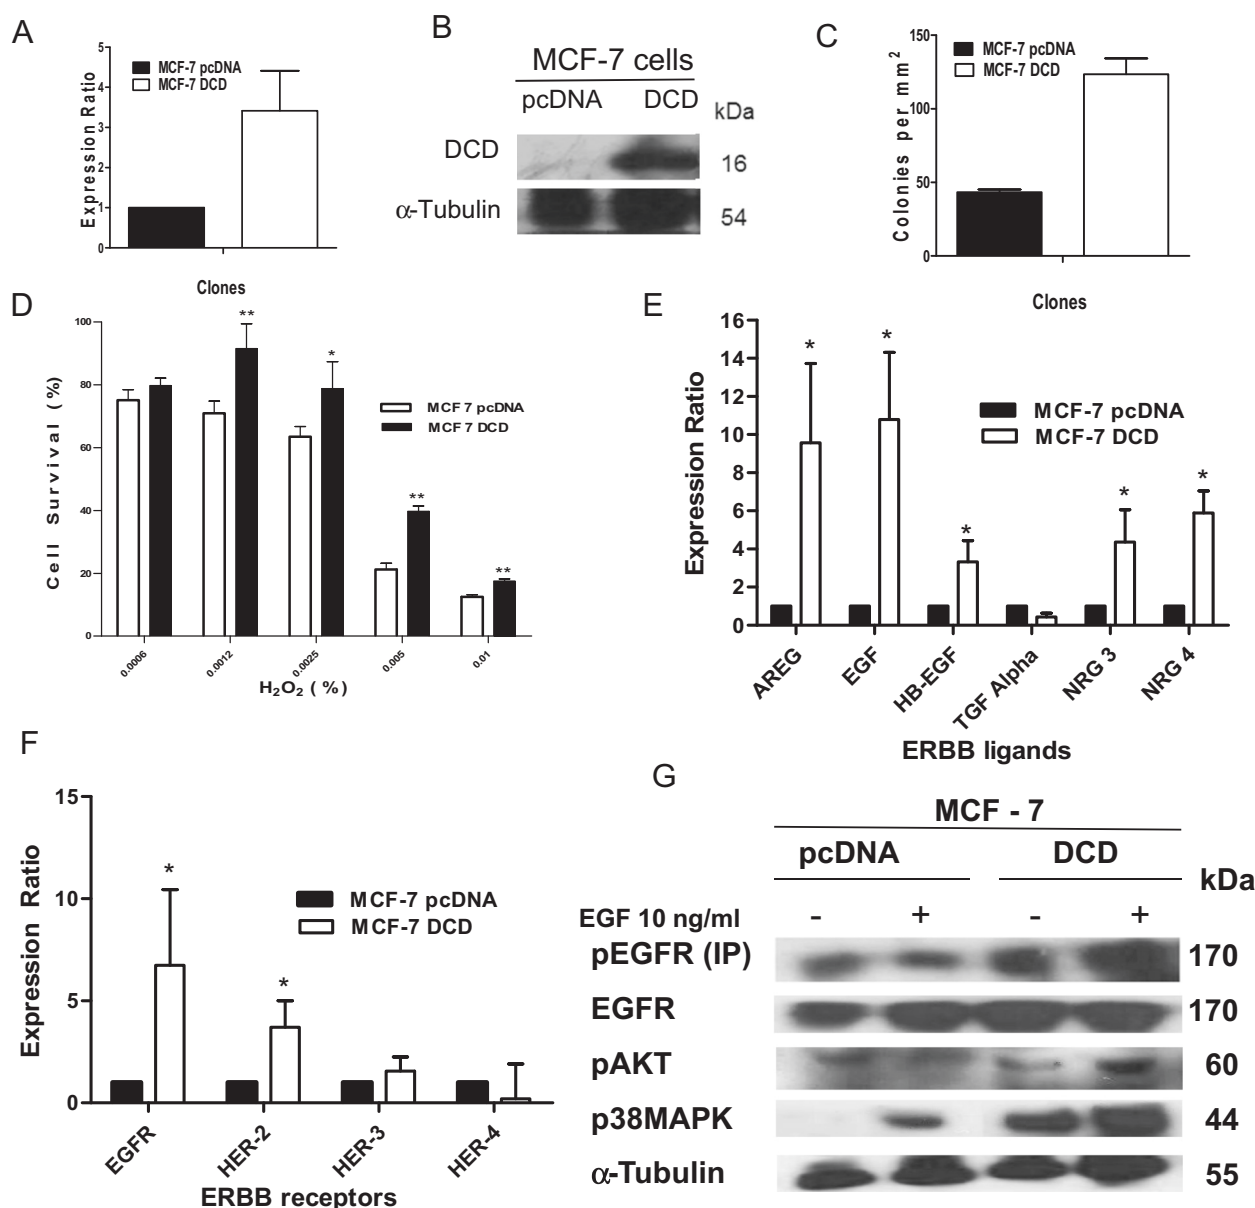 A
5
4
3
2
1
0
Expression Ratio
MCF-7 pcDNA
MCF-7 DCD
Clones
B
MCF-7 cells
pcDNA DCD
kDa
DCD
16
α-Tubulin
54
C
150
100
50
0
Colonies per mm²
MCF-7 pcDNA
MCF-7 DCD
Clones
D
100
80
60
40
20
0
Cell Survival (%)
**
*
**
**
MCF 7 pcDNA
MCF 7 DCD
0.0006
0.0012
0.0025
0.005
0.01
H₂O₂ (%)
E
16
14
12
10
8
6
4
2
0
Expression Ratio
*
*
*
*
*
MCF-7 pcDNA
MCF-7 DCD
AREG
EGF
HB-EGF
TGF Alpha
NRG 3
NRG 4
ERBB ligands
F
15
10
5
0
Expression Ratio
*
*
MCF-7 pcDNA
MCF-7 DCD
EGFR
HER-2
HER-3
HER-4
ERBB receptors
G
MCF - 7
pcDNA DCD
kDa
EGF 10 ng/ml - + - +
pEGFR (IP) 170
EGFR 170
pAKT 60
p38MAPK 44
α-Tubulin 55